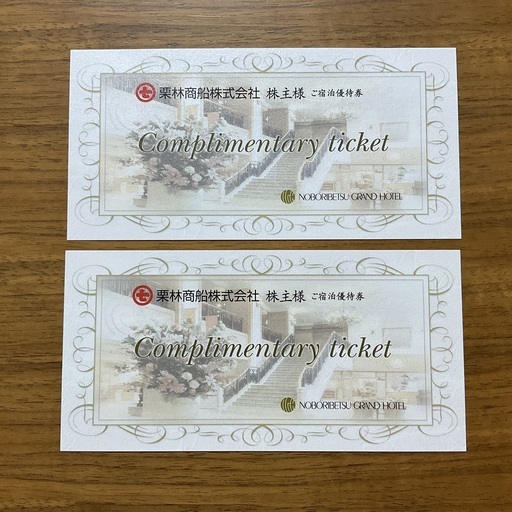 栗林商船株式会社 株主様 ご宿泊優待券
Complimentary ticket
NOBORIBETSU GRAND HOTEL
栗林商船株式会社 株主様 ご宿泊優待券
Complimentary ticket
NOBORIBETSU GRAND HOTEL